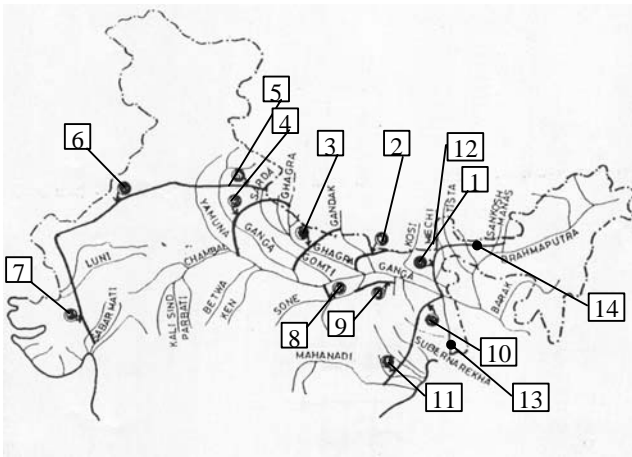 5
4
6
3
2
12
1
SARDA
GHAGRA
GANDAK
KOSI
MECHI
TISTA
SANKOSH
MANAS
YAMUNA
BRAHMAPUTRA
GHAGRA
GANGA
GOMTI
GANGA
LUNI
CHAMBAL
7
SABARMATI
KALI SIND
PARBATI
BETWA
KEN
SONE
BARAK
14
8
9
10
MAHANADI
SUBERNAREKHA
11
13